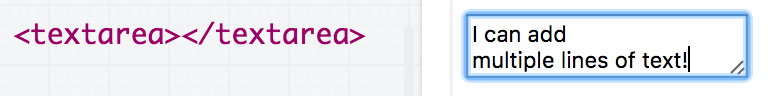 <textarea></textarea>
I can add
multiple lines of text!